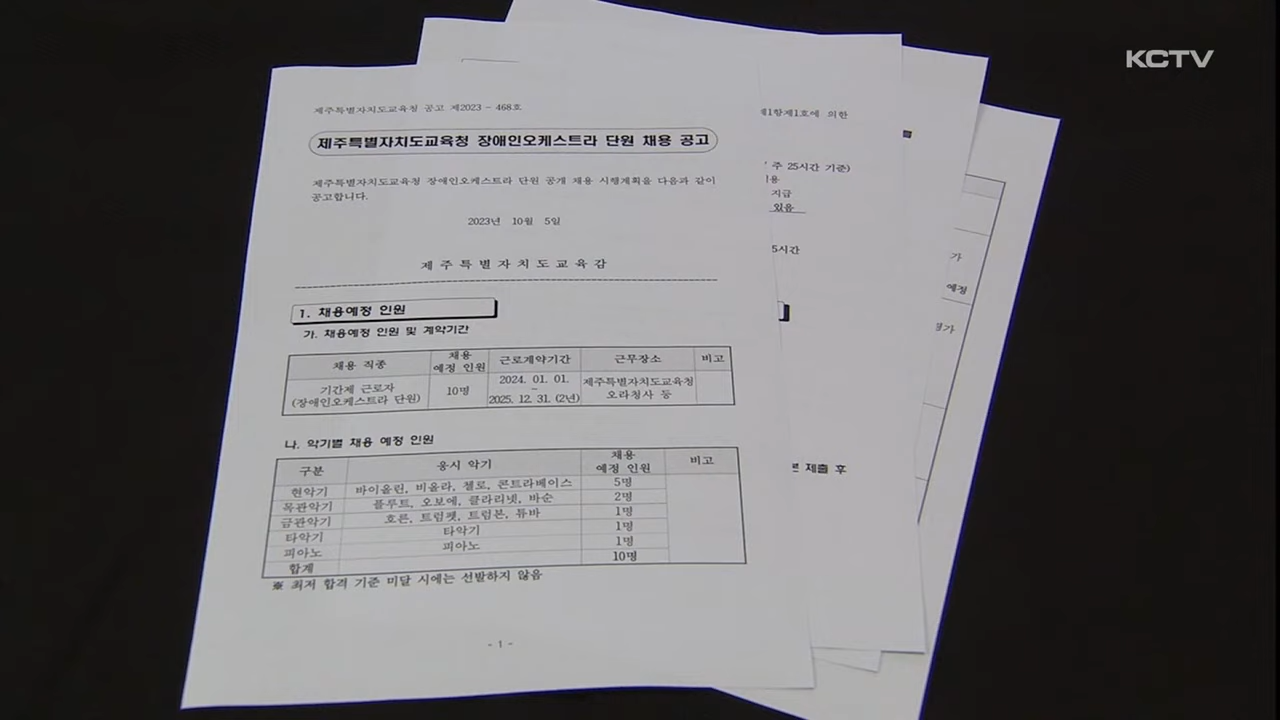 KCTV
제주특별자치도교육청 공고 제2023 - 468호
제주특별자치도교육청 장애인오케스트라 단원 채용 공고
제주특별자치도교육청 장애인오케스트라 단원 공개 채용 시행계획을 다음과 같이
공고합니다.
2023년 10월 5일
제 주 특 별 자 치 도 교 육 감
1. 채용예정 인원
가. 채용예정 인원 및 계약기간
채용 직종 채용 예정 인원 근로계약기간 근무장소 비고
기간제 근로자 (장애인오케스트라 단원) 10명 2024. 01. 01. ~ 2025. 12. 31. (2년) 제주특별자치도교육청 오라청사 등
나. 악기별 채용 예정 인원
구분 응시 악기 채용 예정 인원 비고
현악기 바이올린, 비올라, 첼로, 콘트라베이스 5명
목관악기 플루트, 오보에, 클라리넷, 바순 2명
금관악기 호른, 트럼펫, 트럼본, 튜바 1명
타악기 타악기 1명
피아노 피아노 1명
합계 10명
※ 최저 합격 기준 미달 시에는 선발하지 않음
- 1 -
제1항제1호에 의한
주 25시간 기준)
지급
있음
5시간
제출 후
가
예정